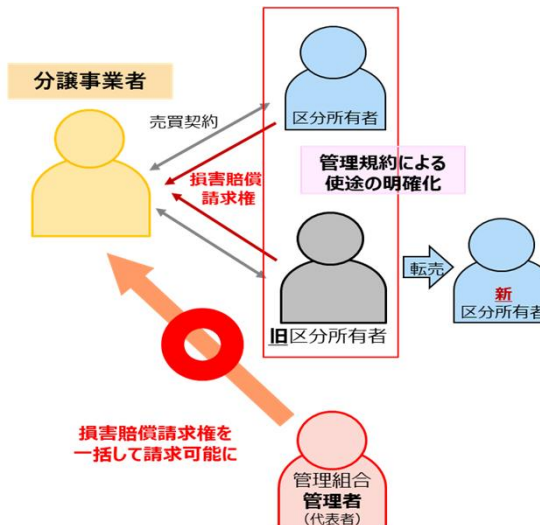 分譲事業者
売買契約
区分所有者
損害賠償
請求権
管理規約による
使途の明確化
転売
新
区分所有者
旧区分所有者
損害賠償請求権を
一括して請求可能に
管理組合
管理者
（代表者）